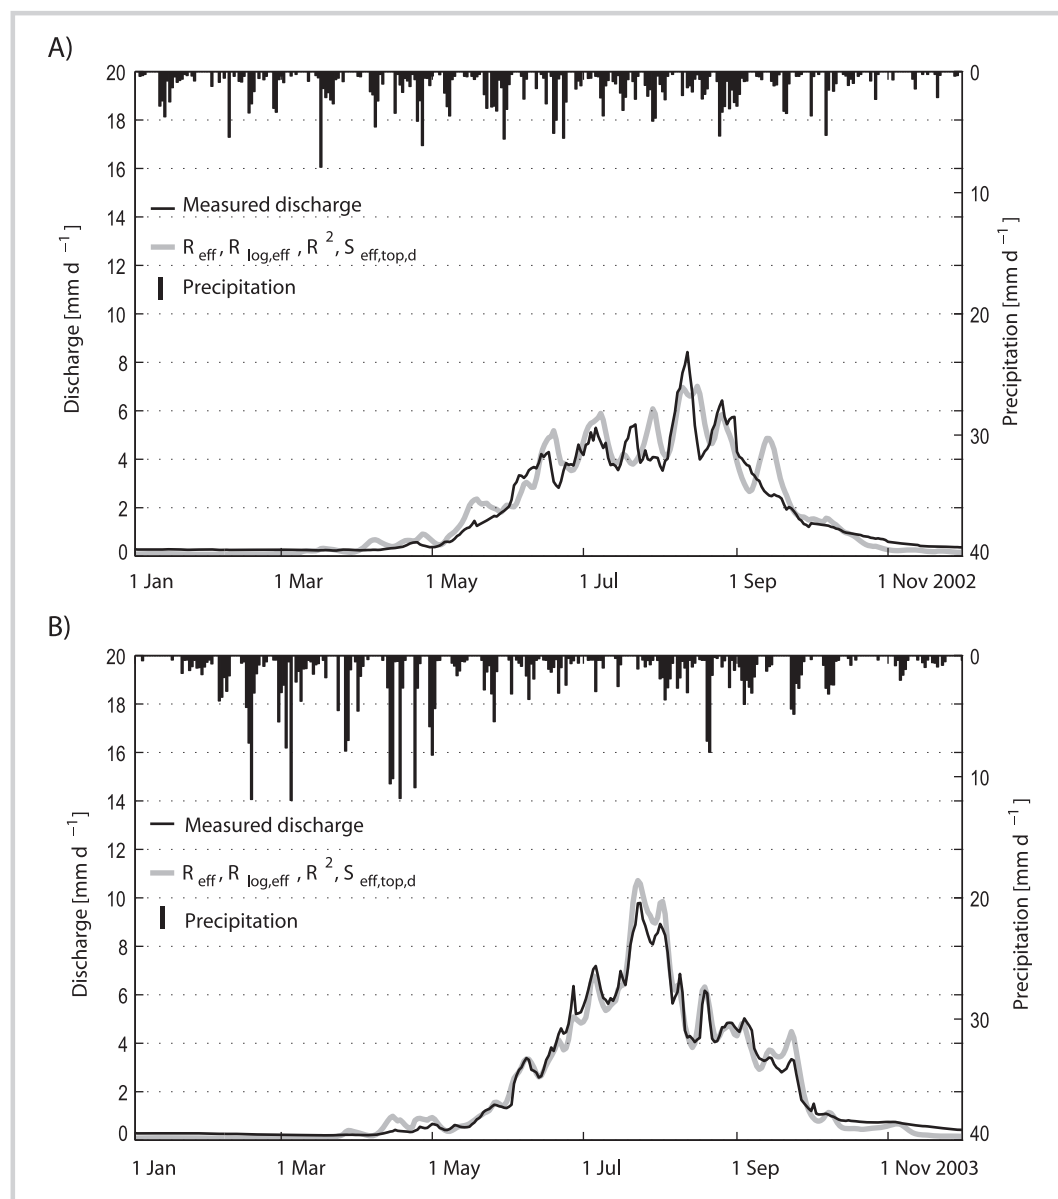 A)
20
18
16
14
12
10
8
6
4
2
0
Discharge [mm d −1]
0
10
20
30
40
Precipitation [mm d −1]
Measured discharge
R eff, R log,eff, R 2, S eff,top,d
Precipitation
1 Jan
1 Mar
1 May
1 Jul
1 Sep
1 Nov 2002
B)
20
18
16
14
12
10
8
6
4
2
0
Discharge [mm d −1]
0
10
20
30
40
Precipitation [mm d −1]
Measured discharge
R eff, R log,eff, R 2, S eff,top,d
Precipitation
1 Jan
1 Mar
1 May
1 Jul
1 Sep
1 Nov 2003